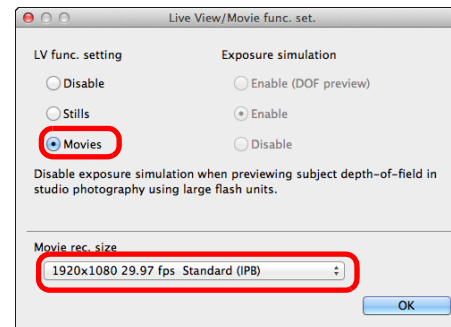 Live View/Movie func. set.
LV func. setting
Exposure simulation
Disable
Enable (DOF preview)
Stills
Enable
Movies
Disable
Disable exposure simulation when previewing subject depth-of-field in
studio photography using large flash units.
Movie rec. size
1920x1080 29.97 fps Standard (IPB)
OK